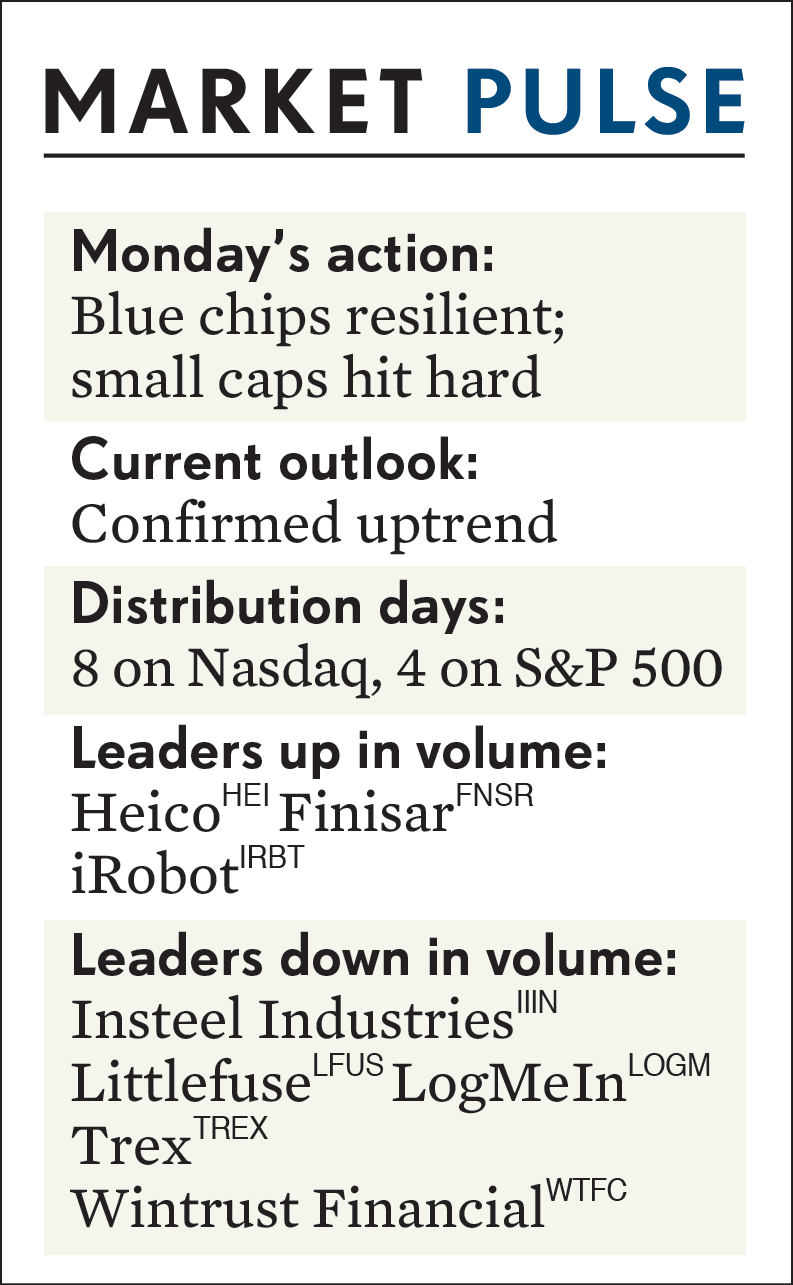 MARKET PULSE
Monday’s action:
Blue chips resilient;
small caps hit hard
Current outlook:
Confirmed uptrend
Distribution days:
8 on Nasdaq, 4 on S&P 500
Leaders up in volume:
Heico HEI Finisar FNSR
iRobot IRBT
Leaders down in volume:
Insteel Industries IIIN
Littlefuse LFUS LogMeIn LOGM
Trex TREX
Wintrust Financial WTFC